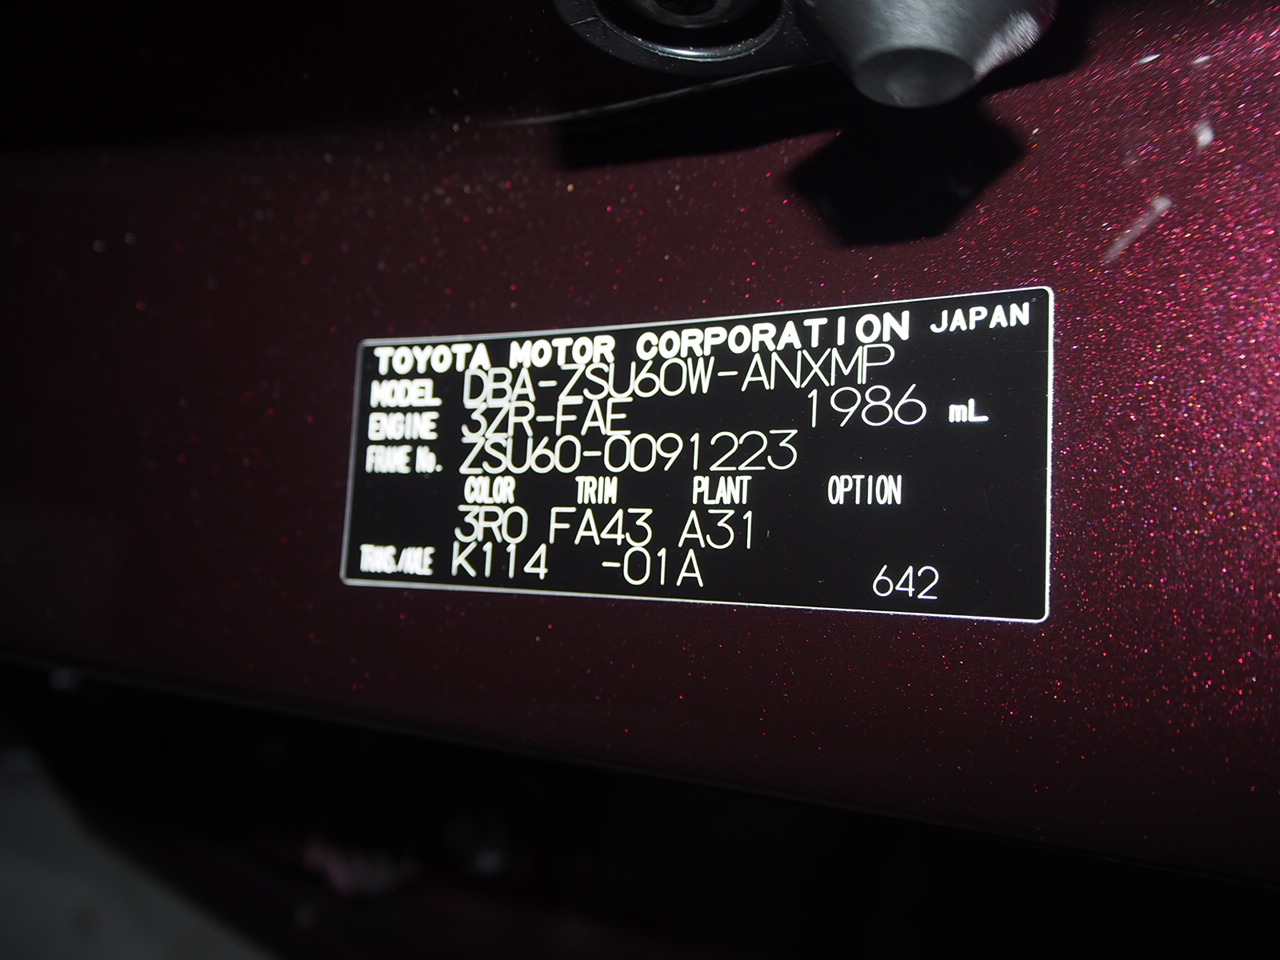 TOYOTA MOTOR CORPORATION JAPAN
MODEL DBA-ZSU60W-ANXMP
ENGINE 3ZR-FAE 1986 mL
FRAME No. ZSU60-0091223
COLOR TRIM PLANT OPTION
3R0 FA43 A31
TRANS./AXLE K114 -01A 642